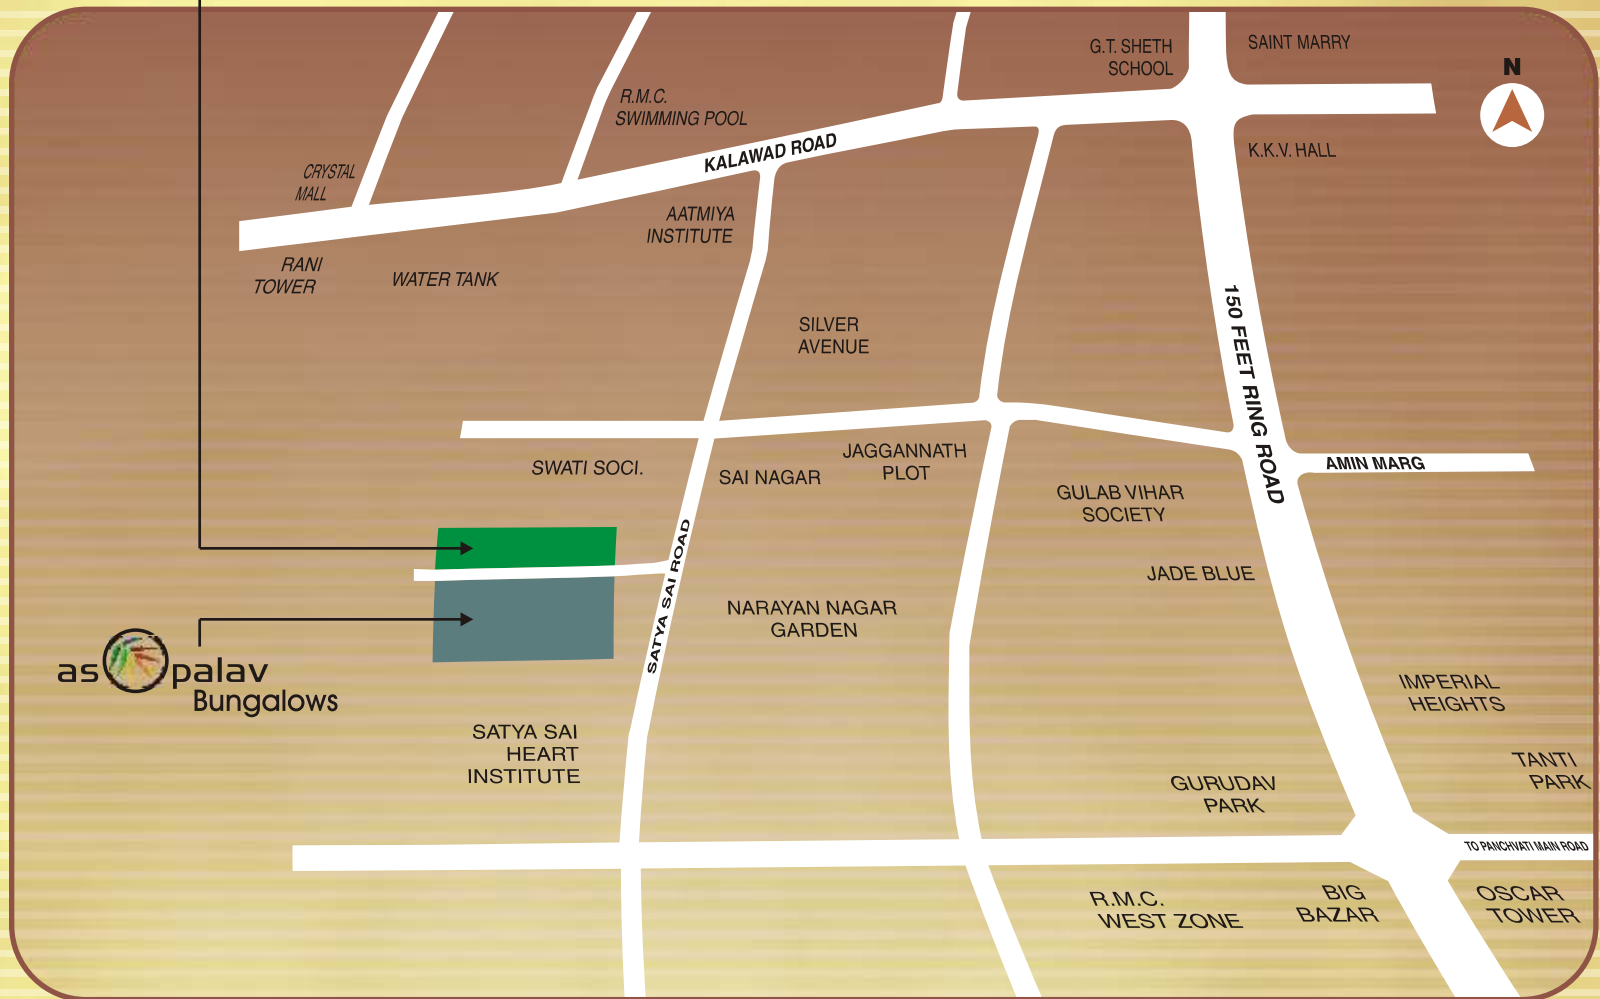 G.T. SHETH
SCHOOL
SAINT MARRY
N
R.M.C.
SWIMMING POOL
KALAWAD ROAD
K.K.V. HALL
CRYSTAL
MALL
AATMIYA
INSTITUTE
RANI
TOWER
WATER TANK
SILVER
AVENUE
150 FEET RING ROAD
SWATI SOCI.
SAI NAGAR
JAGGANNATH
PLOT
AMIN MARG
GULAB VIHAR
SOCIETY
SATYA SAI ROAD
JADE BLUE
NARAYAN NAGAR
GARDEN
as palav
Bungalows
IMPERIAL
HEIGHTS
SATYA SAI
HEART
INSTITUTE
TANTI
PARK
GURUDAV
PARK
TO PANCHVATI MAIN ROAD
R.M.C.
WEST ZONE
BIG
BAZAR
OSCAR
TOWER